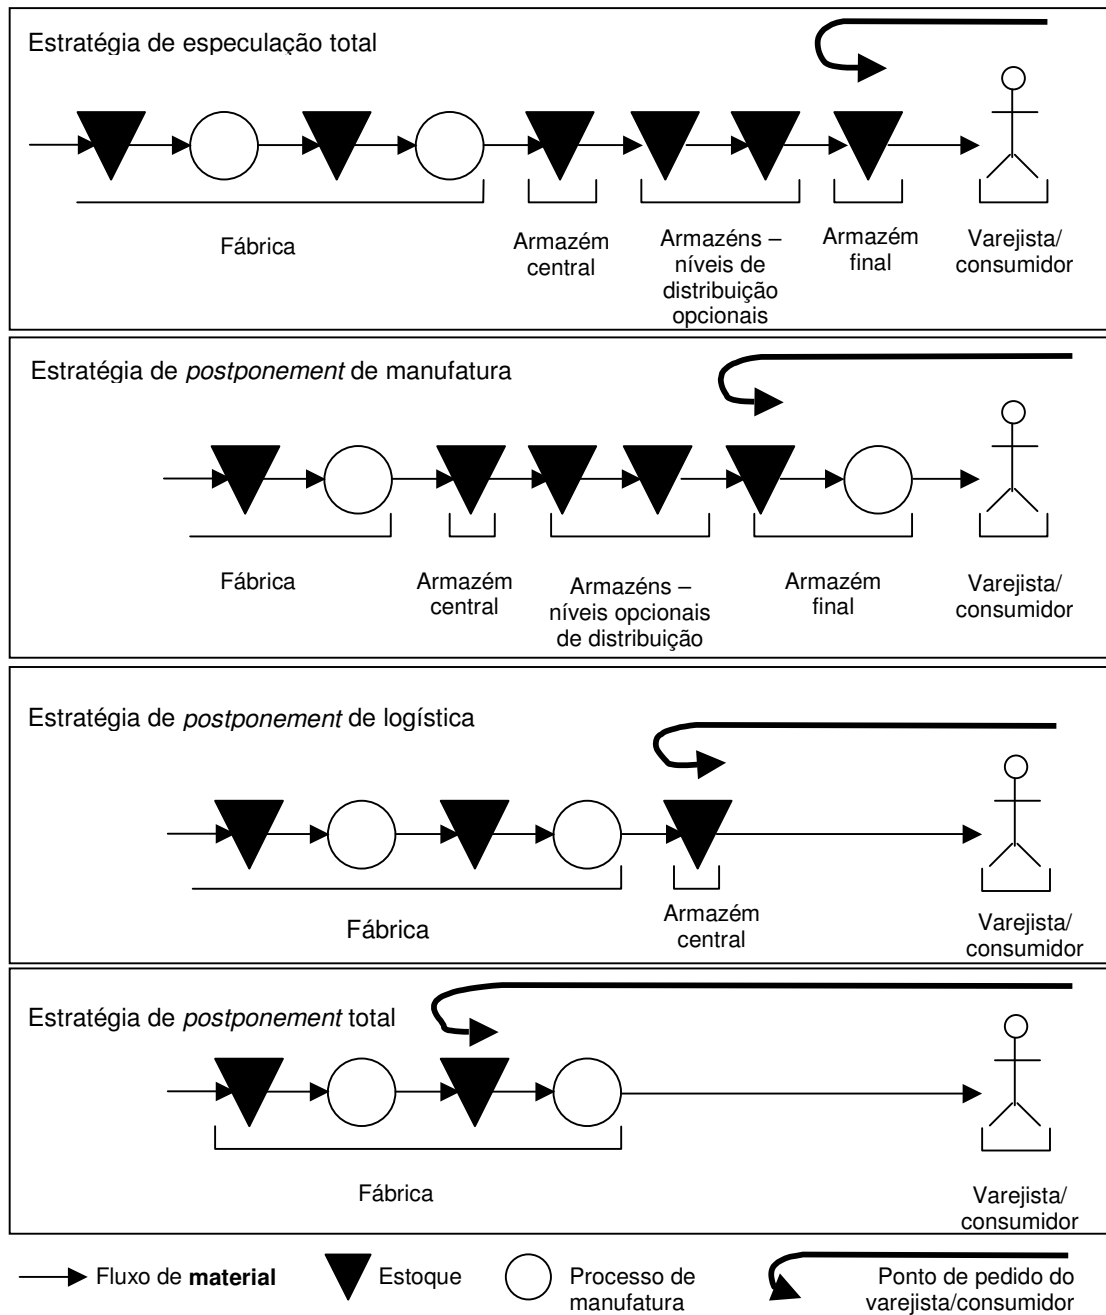 Estratégia de especulação total
Fábrica
Armazém
central
Armazéns –
níveis de
distribuição
opcionais
Armazém
final
Varejista/
consumidor
Estratégia de postponement de manufatura
Fábrica
Armazém
central
Armazéns –
níveis opcionais
de distribuição
Armazém
final
Varejista/
consumidor
Estratégia de postponement de logística
Fábrica
Armazém
central
Varejista/
consumidor
Estratégia de postponement total
Fábrica
Varejista/
consumidor
Fluxo de material
Estoque
Processo de
manufatura
Ponto de pedido do
varejista/consumidor